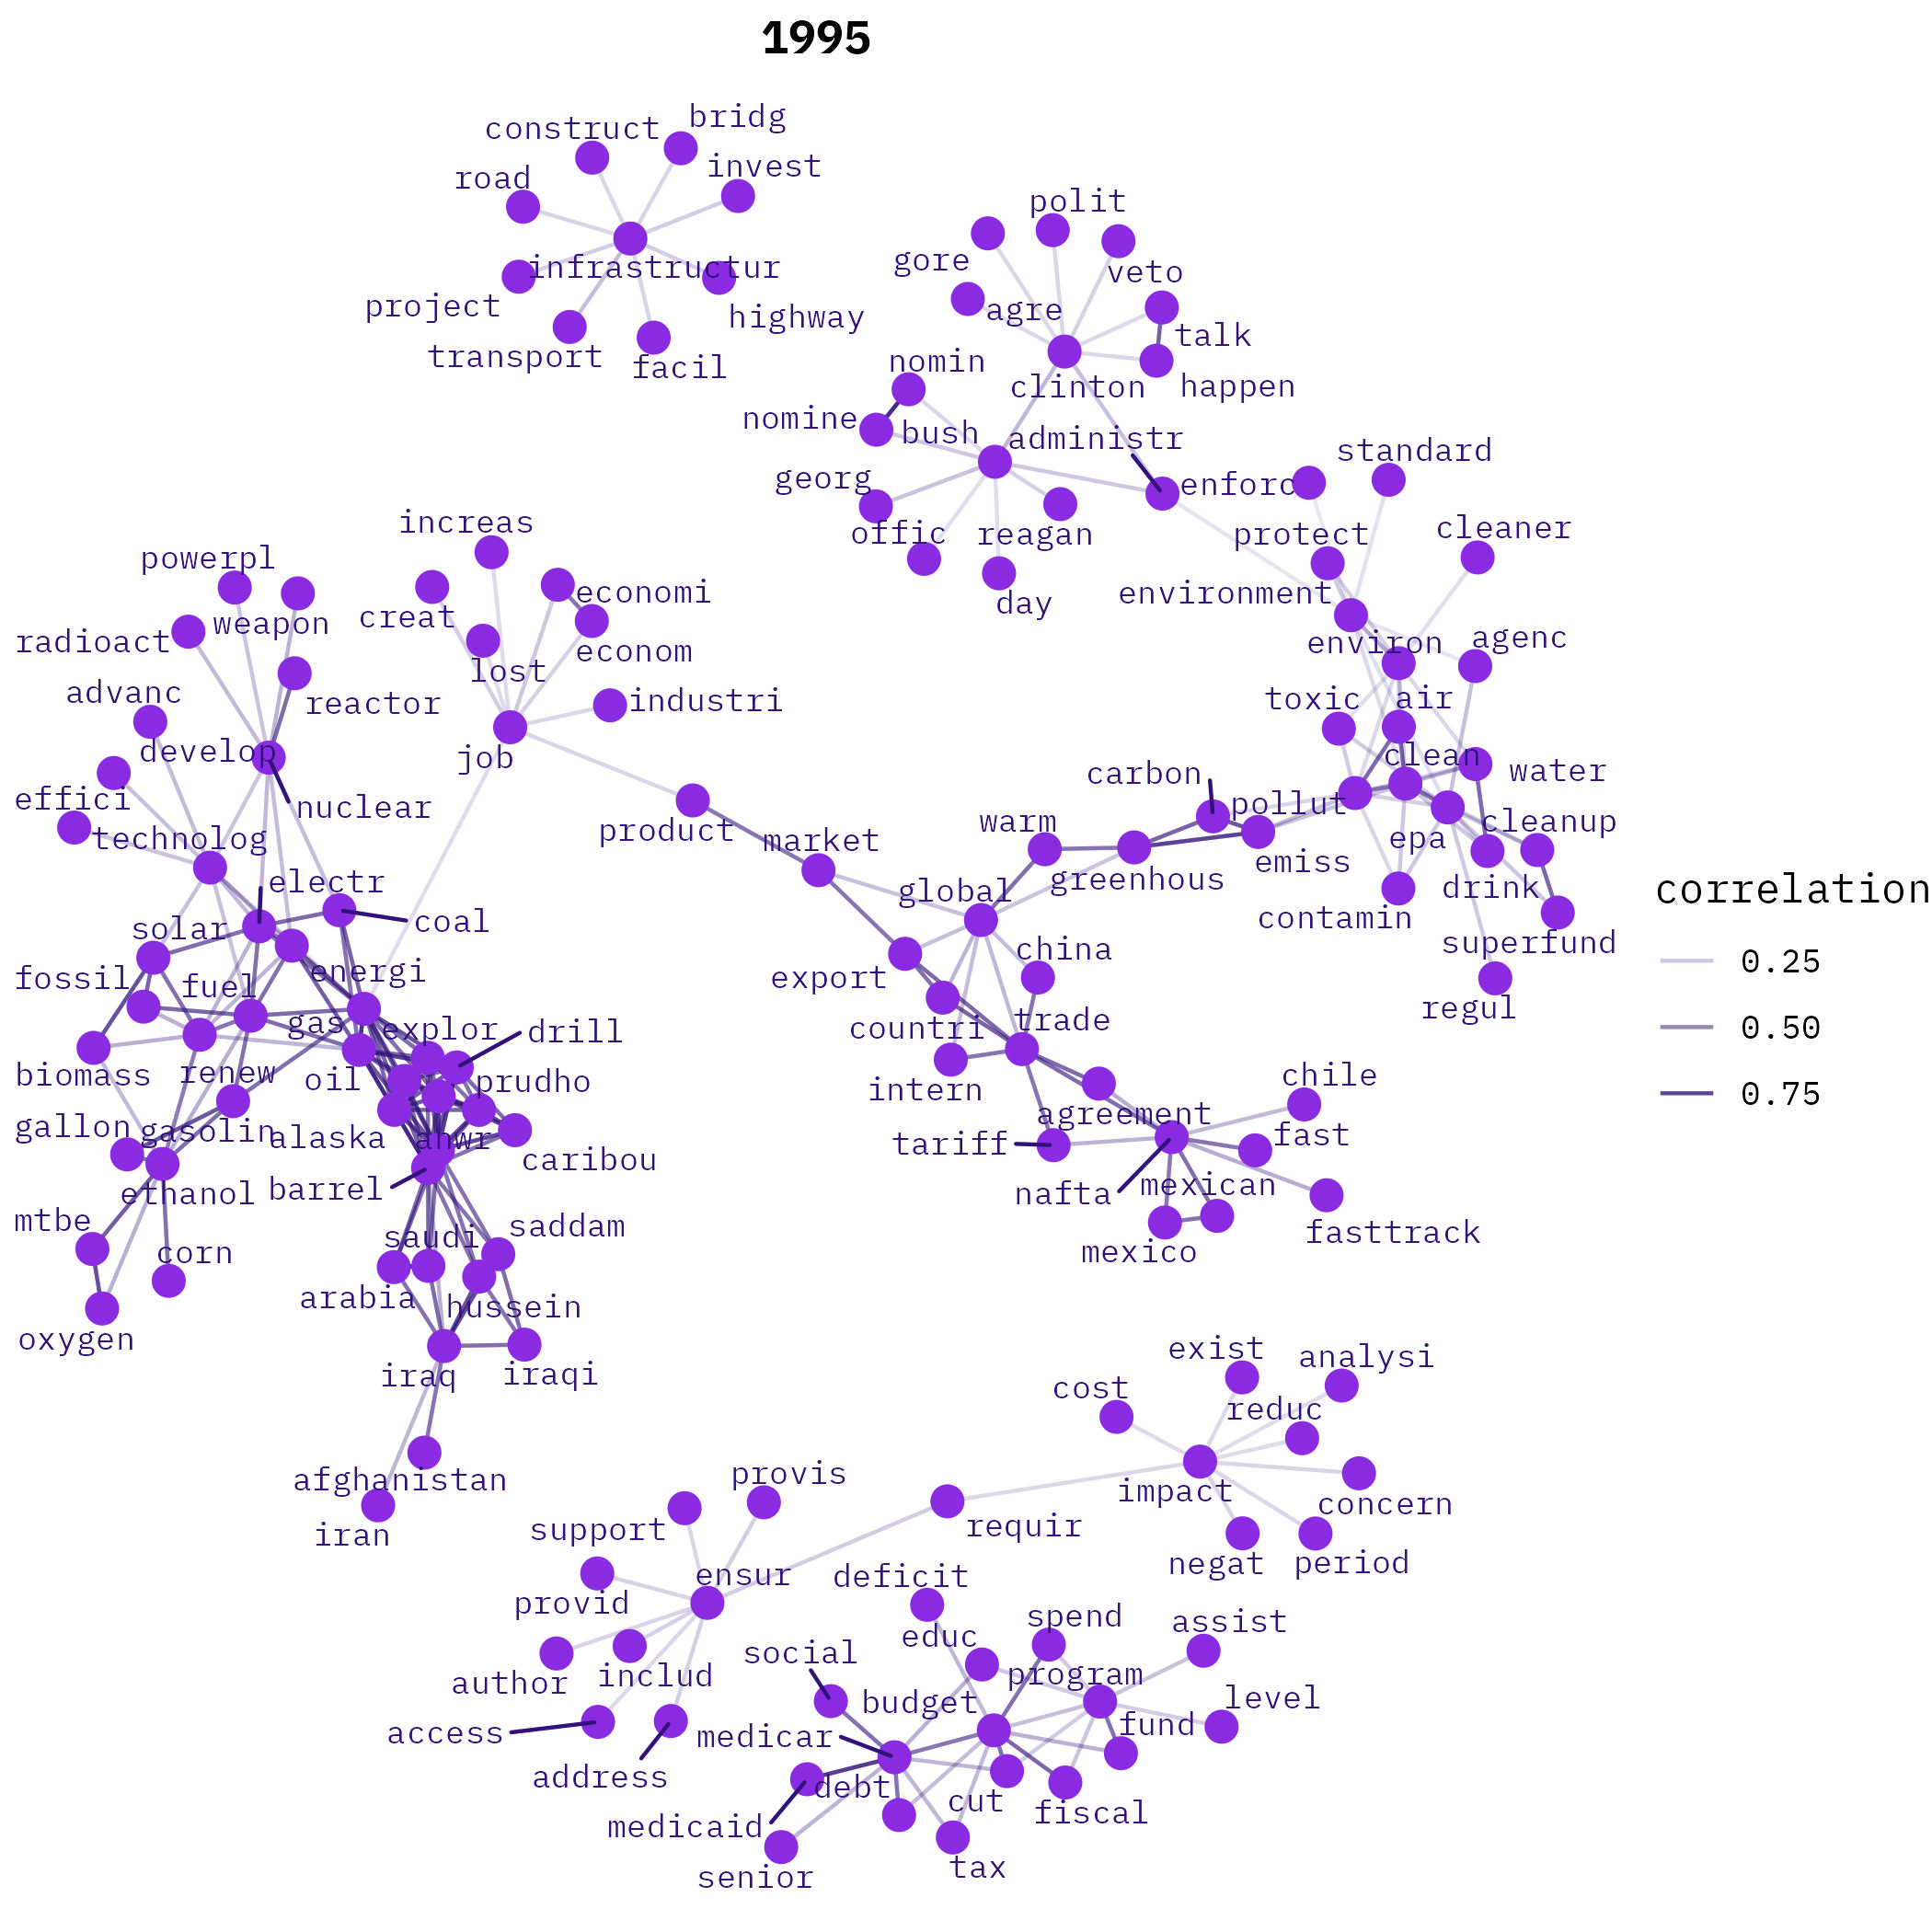 1995
construct
bridg
road
invest
infrastructur
project
highway
transport
facil
polit
gore
veto
agre
talk
nomin
clinton
happen
nomine
bush
administr
standard
georg
enforc
offic
reagan
protect
cleaner
day
environment
increas
powerpl
economi
creat
weapon
radioact
econom
lost
environ
agenc
advanc
reactor
industri
toxic
air
develop
job
clean
water
carbon
effici
nuclear
pollut
technolog
product
market
warm
emiss
epa
cleanup
electr
global
greenhous
drink
correlation
coal
contamin
solar
china
superfund
fossil
energi
export
0.25
fuel
regul
gas
explor
drill
countri
trade
0.50
biomass
renew
oil
prudho
intern
chile
0.75
gallon
gasolin
alaska
anwr
agreement
tariff
fast
caribou
ethanol
barrel
nafta
mexican
mtbe
saudi
saddam
fasttrack
corn
mexico
arabia
hussein
oxygen
iraq
iraqi
exist
analysi
cost
reduc
afghanistan
provis
impact
concern
iran
support
requir
negat
period
ensur
deficit
provid
spend
assist
educ
social
program
author
includ
budget
level
access
medicar
fund
address
debt
cut
fiscal
medicaid
senior
tax